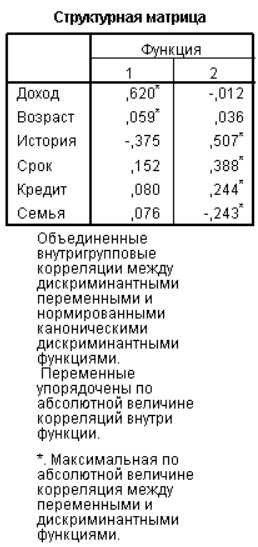 Структурная матрица
Функция
1 2
Доход ,620* -,012
Возраст ,059* ,036
История -,375 ,507*
Срок ,152 ,388*
Кредит ,080 ,244*
Семья ,076 -,243*
Объединенные
внутригрупповые
корреляции между
дискриминантными
переменными и
нормированными
каноническими
дискриминантными
функциями.
Переменные
упорядочены по
абсолютной величине
корреляций внутри
функции.
*. Максимальная по
абсолютной величине
корреляция между
переменными и
дискриминантными
функциями.